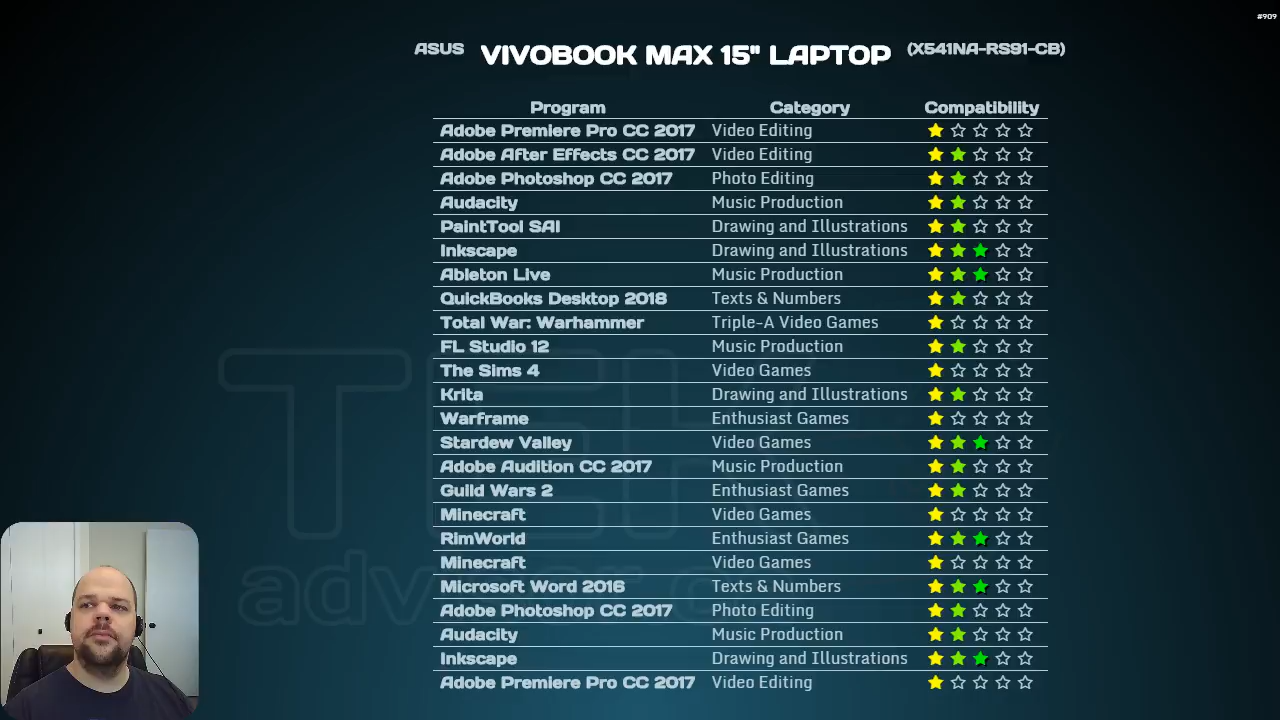 #909
ASUS VIVOBOOK MAX 15" LAPTOP (X541NA-RS91-CB)
Program Category Compatibility
Adobe Premiere Pro CC 2017 Video Editing
Adobe After Effects CC 2017 Video Editing
Adobe Photoshop CC 2017 Photo Editing
Audacity Music Production
PaintTool SAI Drawing and Illustrations
Inkscape Drawing and Illustrations
Ableton Live Music Production
QuickBooks Desktop 2018 Texts & Numbers
Total War: Warhammer Triple-A Video Games
FL Studio 12 Music Production
The Sims 4 Video Games
Krita Drawing and Illustrations
Warframe Enthusiast Games
Stardew Valley Video Games
Adobe Audition CC 2017 Music Production
Guild Wars 2 Enthusiast Games
Minecraft Video Games
RimWorld Enthusiast Games
Minecraft Video Games
Microsoft Word 2016 Texts & Numbers
Adobe Photoshop CC 2017 Photo Editing
Audacity Music Production
Inkscape Drawing and Illustrations
Adobe Premiere Pro CC 2017 Video Editing